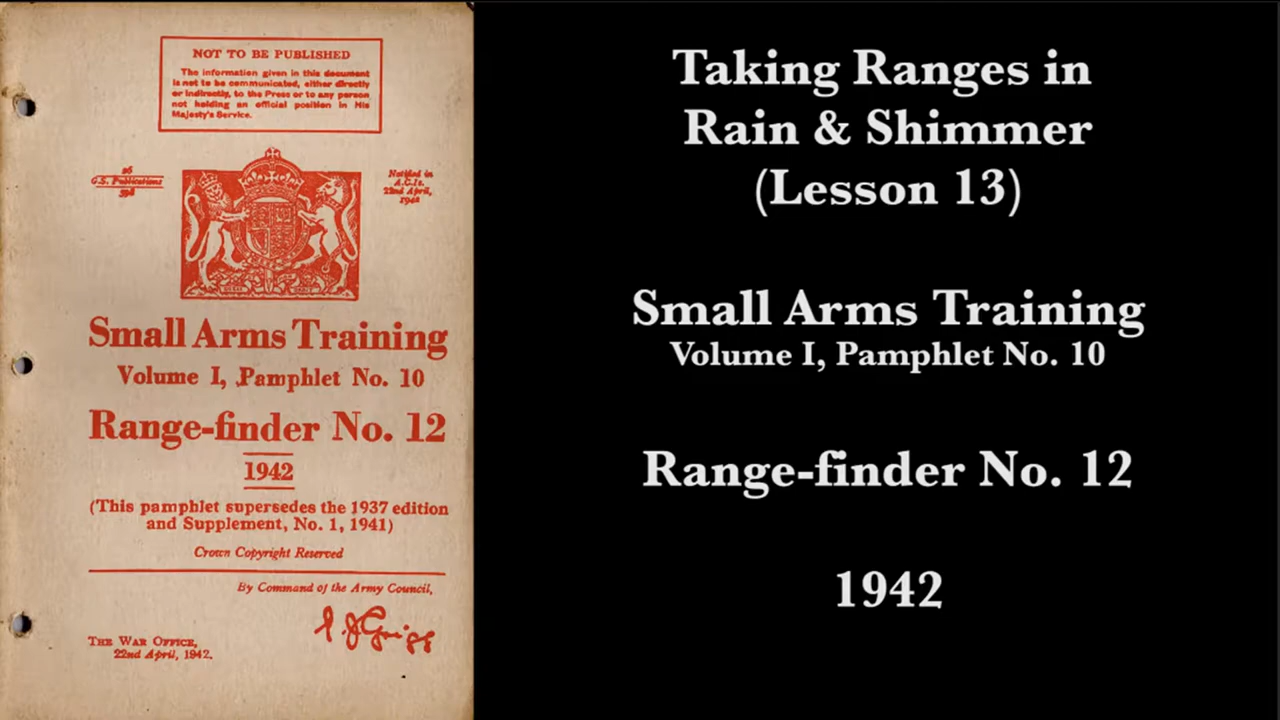 NOT TO BE PUBLISHED
The information given in this document
is not to be communicated, either directly
or indirectly, to the Press or to any person
not holding an official position in His
Majesty's Service.
26
G.S. Publications
Notified in
A.C.Is.
22nd April,
1942
Small Arms Training
Volume I, Pamphlet No. 10
Range-finder No. 12
1942
(This pamphlet supersedes the 1937 edition
and Supplement, No. 1, 1941)
Crown Copyright Reserved
By Command of the Army Council,
THE WAR OFFICE,
22nd April, 1942.
Taking Ranges in
Rain & Shimmer
(Lesson 13)
Small Arms Training
Volume I, Pamphlet No. 10
Range-finder No. 12
1942